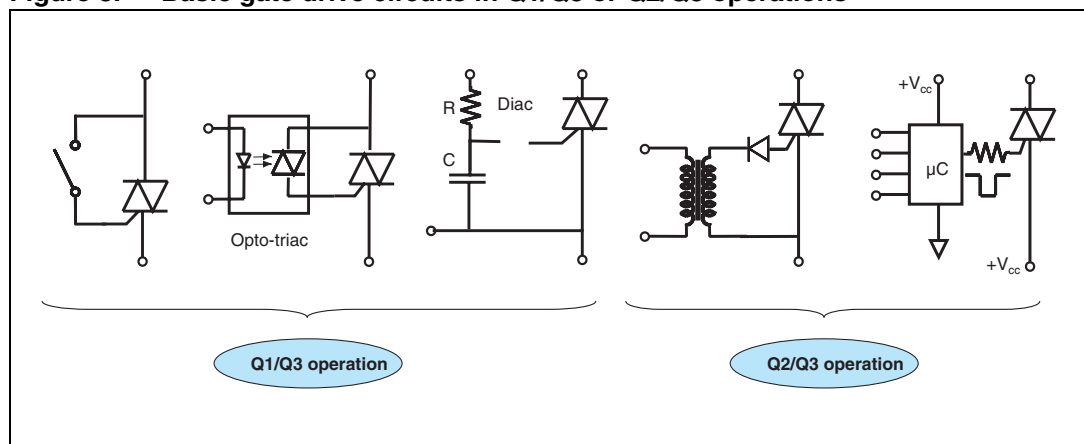 Figure Basic gate drive circuits in Q1/Q3 or Q2/Q3 operations
R
Diac
C
Opto-triac
+Vcc
µC
+Vcc
Q1/Q3 operation
Q2/Q3 operation